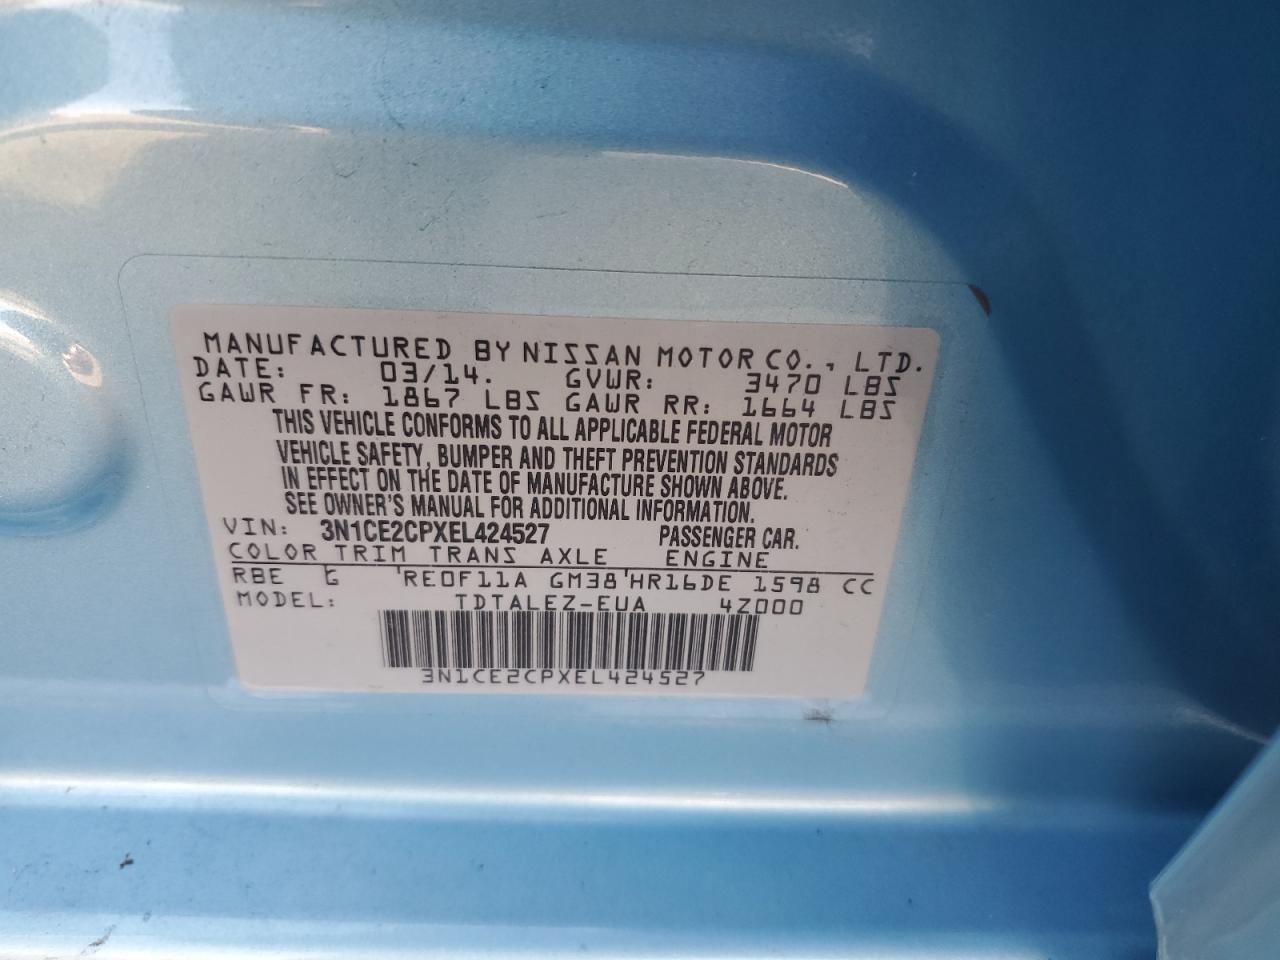 MANUFACTURED BY NISSAN MOTOR CO., LTD.
DATE: 03/14. GVWR: 3470 LBS
GAWR FR: 1867 LBS GAWR RR: 1664 LBS
THIS VEHICLE CONFORMS TO ALL APPLICABLE FEDERAL MOTOR
VEHICLE SAFETY, BUMPER AND THEFT PREVENTION STANDARDS
IN EFFECT ON THE DATE OF MANUFACTURE SHOWN ABOVE.
SEE OWNER'S MANUAL FOR ADDITIONAL INFORMATION.
VIN: 3N1CE2CPXEL424527 PASSENGER CAR.
COLOR TRIM TRANS AXLE ENGINE
RBE G RE0F11A GM38 HR16DE 1598 CC
MODEL: TDTALEZ-EUA 4Z000
3N1CE2CPXEL424527